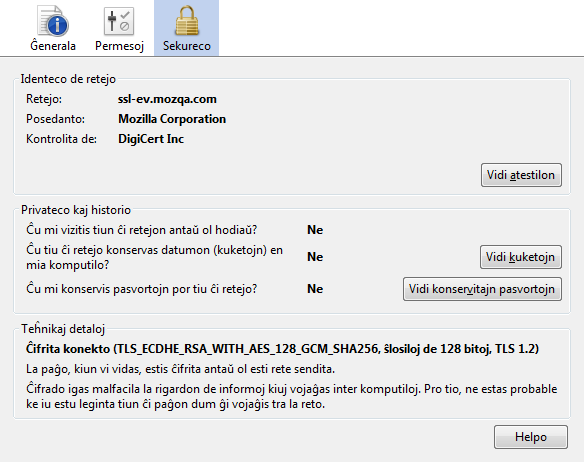 Ĝenerala Permesoj Sekureco
Identeco de retejo
Retejo: ssl-ev.mozqa.com
Posedanto: Mozilla Corporation
Kontrolita de: DigiCert Inc
Vidi atestilon
Privateco kaj historio
Ĉu mi vizitis tiun ĉi retejon antaŭ ol hodiaŭ? Ne
Ĉu tiu ĉi retejo konservas datumon (kuketojn) en
mia komputilo? Ne Vidi kuketojn
Ĉu mi konservis pasvortojn por tiu ĉi retejo? Ne Vidi konservitajn pasvortojn
Teĥnikaj detaloj
Ĉifrita konekto (TLS_ECDHE_RSA_WITH_AES_128_GCM_SHA256, ŝlosiloj de 128 bitoj, TLS 1.2)
La paĝo, kiun vi vidas, estis ĉifrita antaŭ ol esti rete sendita.
Ĉifrado igas malfacila la rigardon de informoj kiuj vojaĝas inter komputiloj. Pro tio, ne estas probable
ke iu estu leginta tiun ĉi paĝon dum ĝi vojaĝis tra la reto.
Helpo